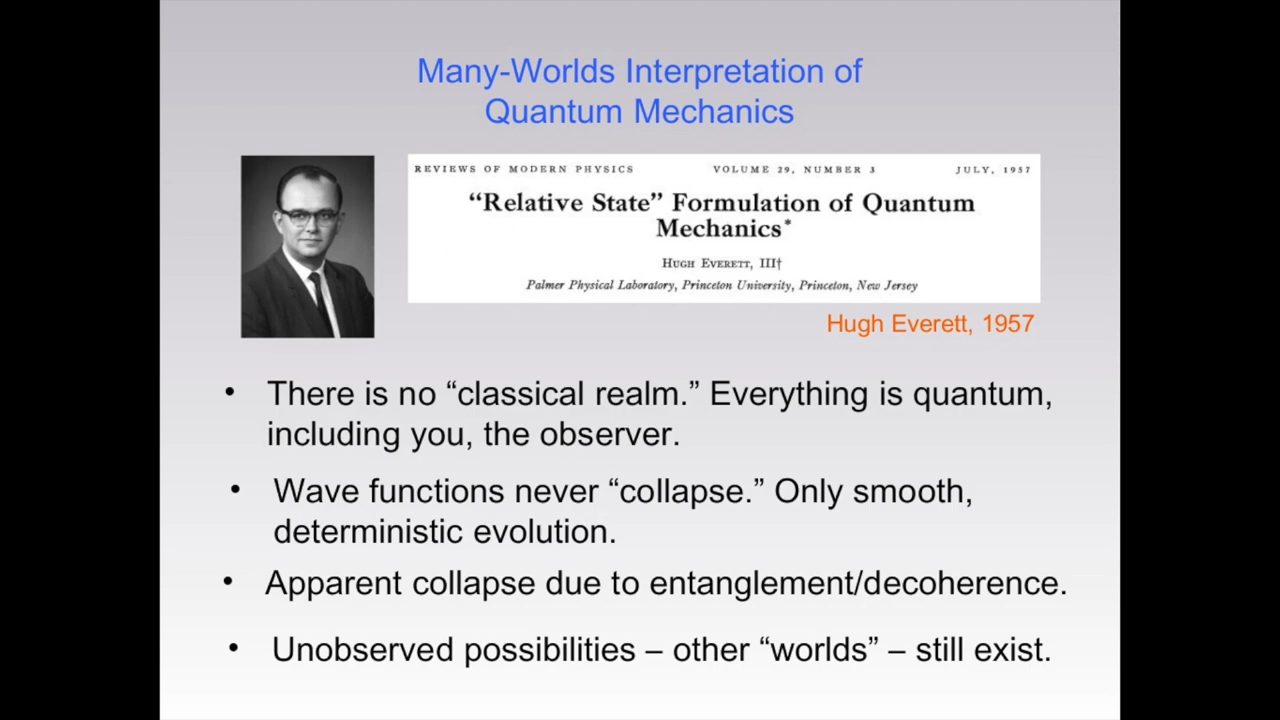 Many-Worlds Interpretation of
Quantum Mechanics
REVIEWS OF MODERN PHYSICS VOLUME 29, NUMBER 3 JULY, 1957
“Relative State” Formulation of Quantum
Mechanics*
HUGH EVERETT, III†
Palmer Physical Laboratory, Princeton University, Princeton, New Jersey
Hugh Everett, 1957
• There is no “classical realm.” Everything is quantum,
including you, the observer.
• Wave functions never “collapse.” Only smooth,
deterministic evolution.
• Apparent collapse due to entanglement/decoherence.
• Unobserved possibilities – other “worlds” – still exist.